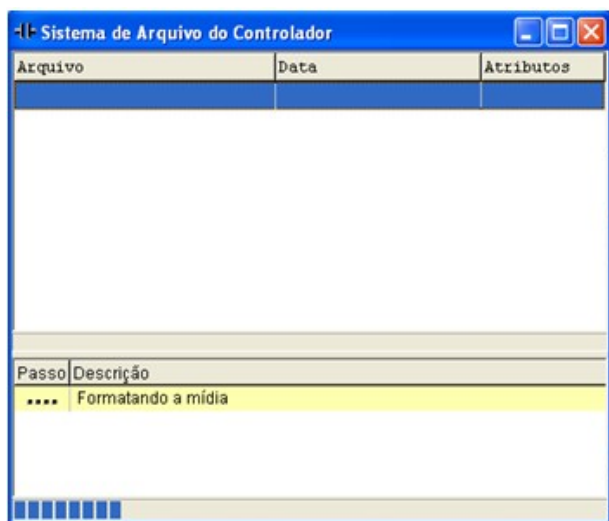 Sistema de Arquivo do Controlador
Arquivo Data Atributos
Passo Descrição
.... Formatando a mídia